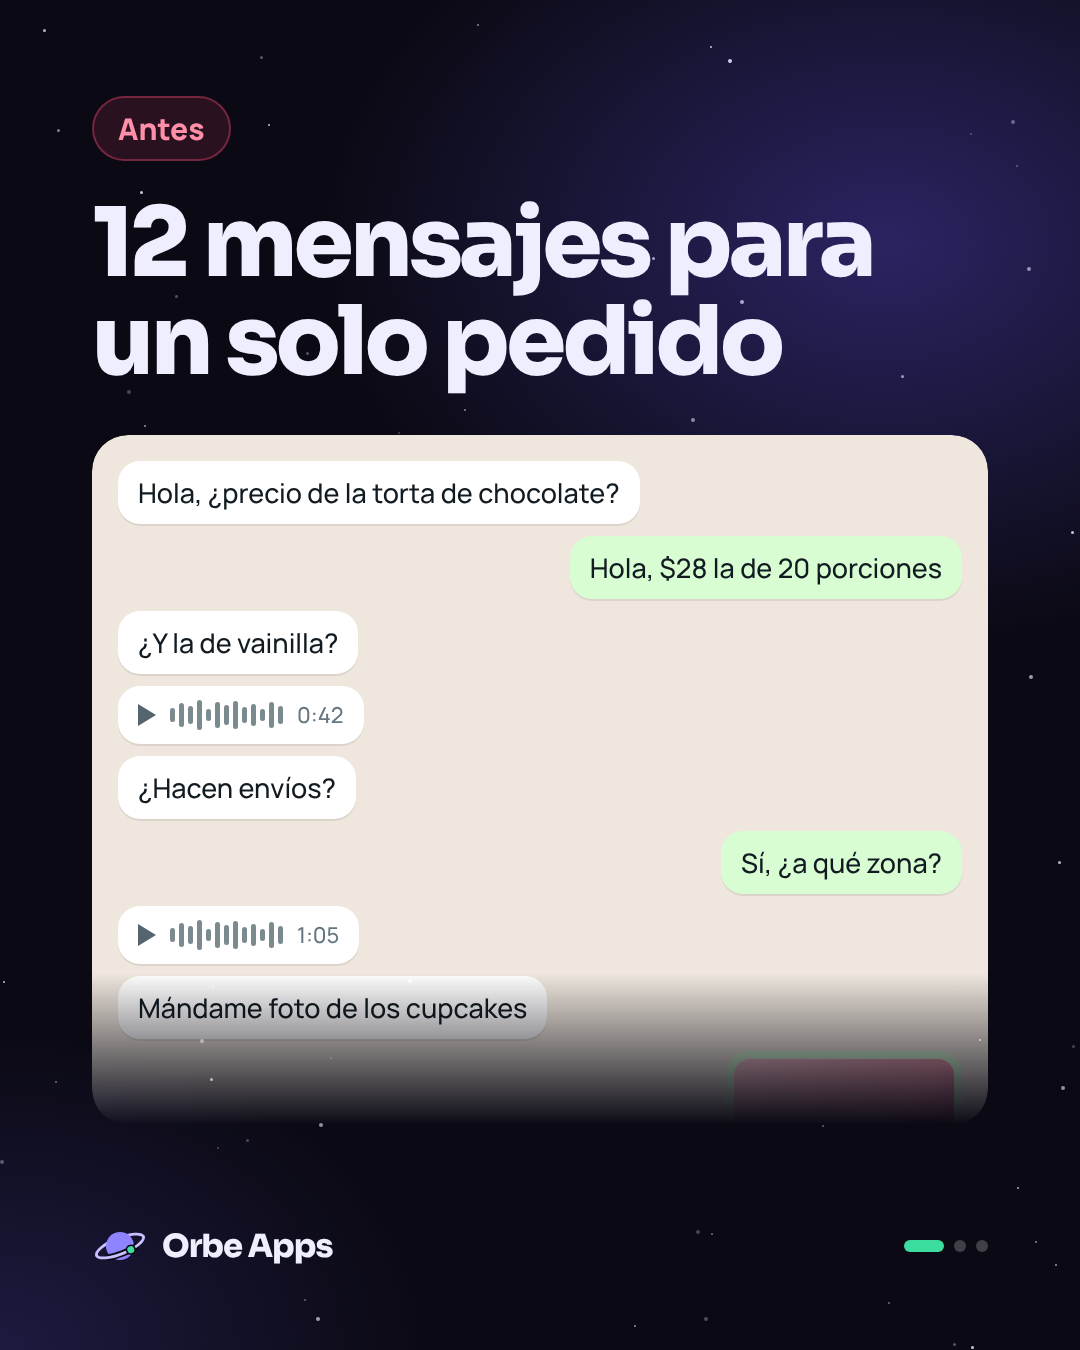 Antes
12 mensajes para
un solo pedido
Hola, ¿precio de la torta de chocolate?
Hola, $28 la de 20 porciones
¿Y la de vainilla?
0:42
¿Hacen envíos?
Sí, ¿a qué zona?
1:05
Mándame foto de los cupcakes
Orbe Apps